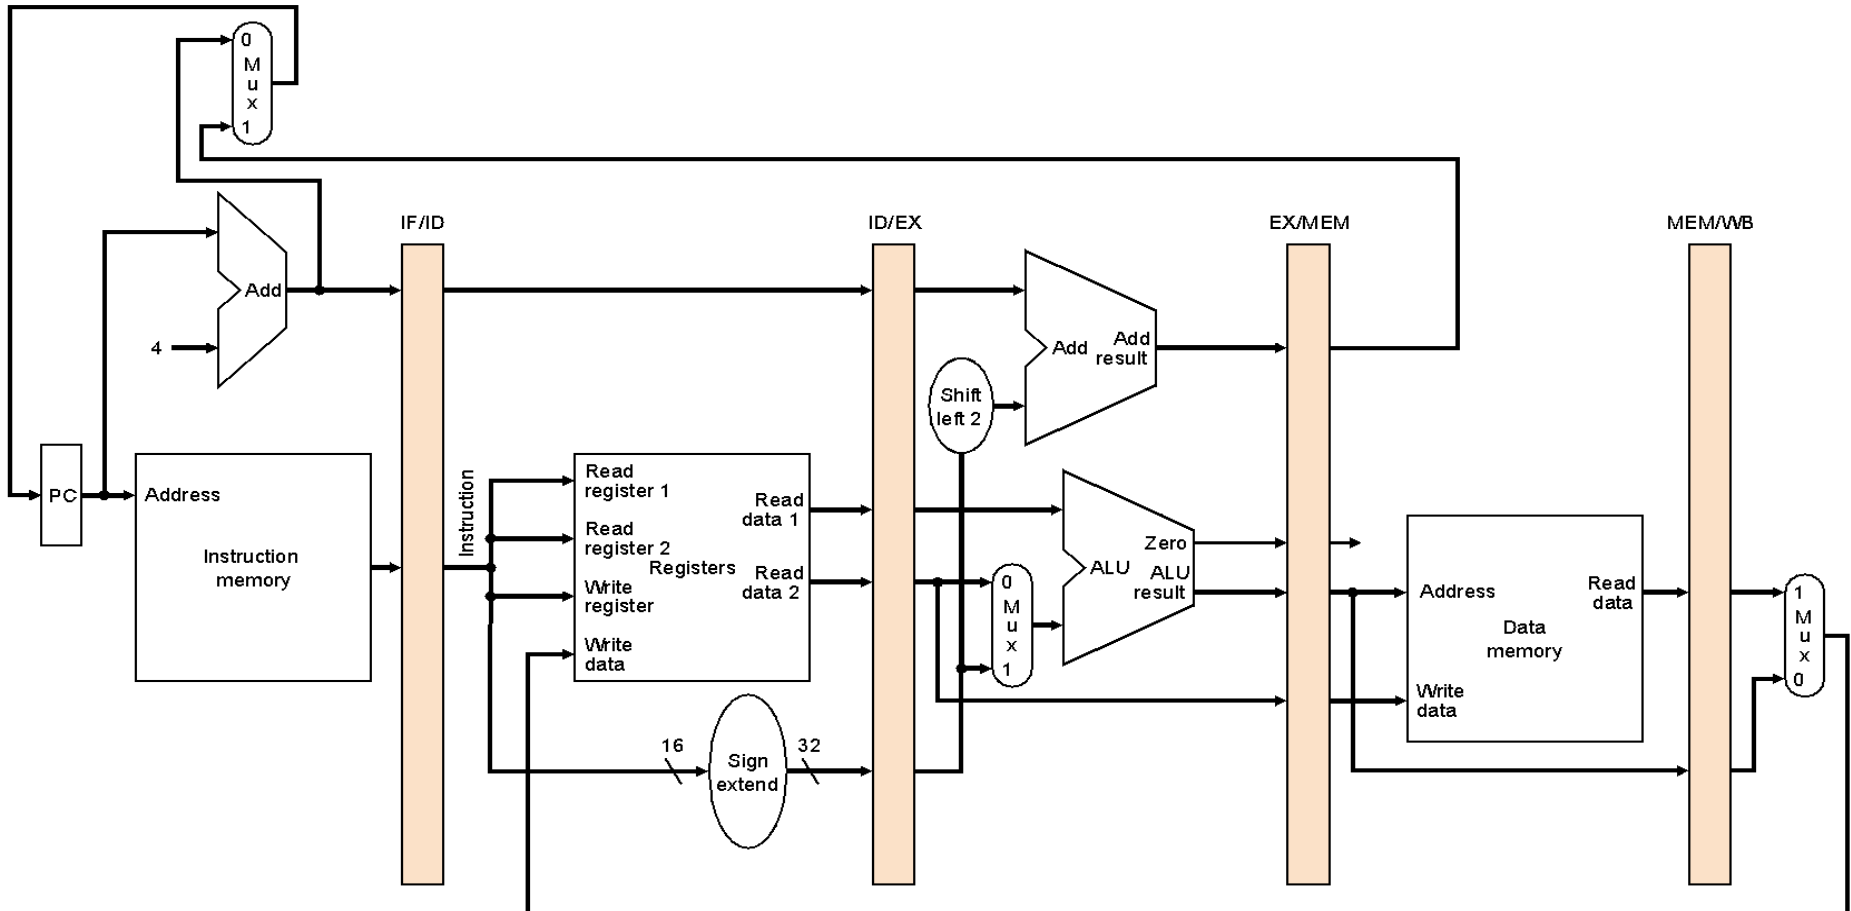 0
M
u
x
1
IF/ID
ID/EX
EX/MEM
MEM/WB
Add
4
Add
Add
result
Shift
left 2
PC
Address
Instruction
memory
Instruction
Read
register 1
Read
register 2
Write
register
Write
data
Registers
Read
data 1
Read
data 2
0
M
u
x
1
Zero
ALU
ALU
result
Address
Read
data
Data
memory
Write
data
1
M
u
x
0
16
Sign
extend
32